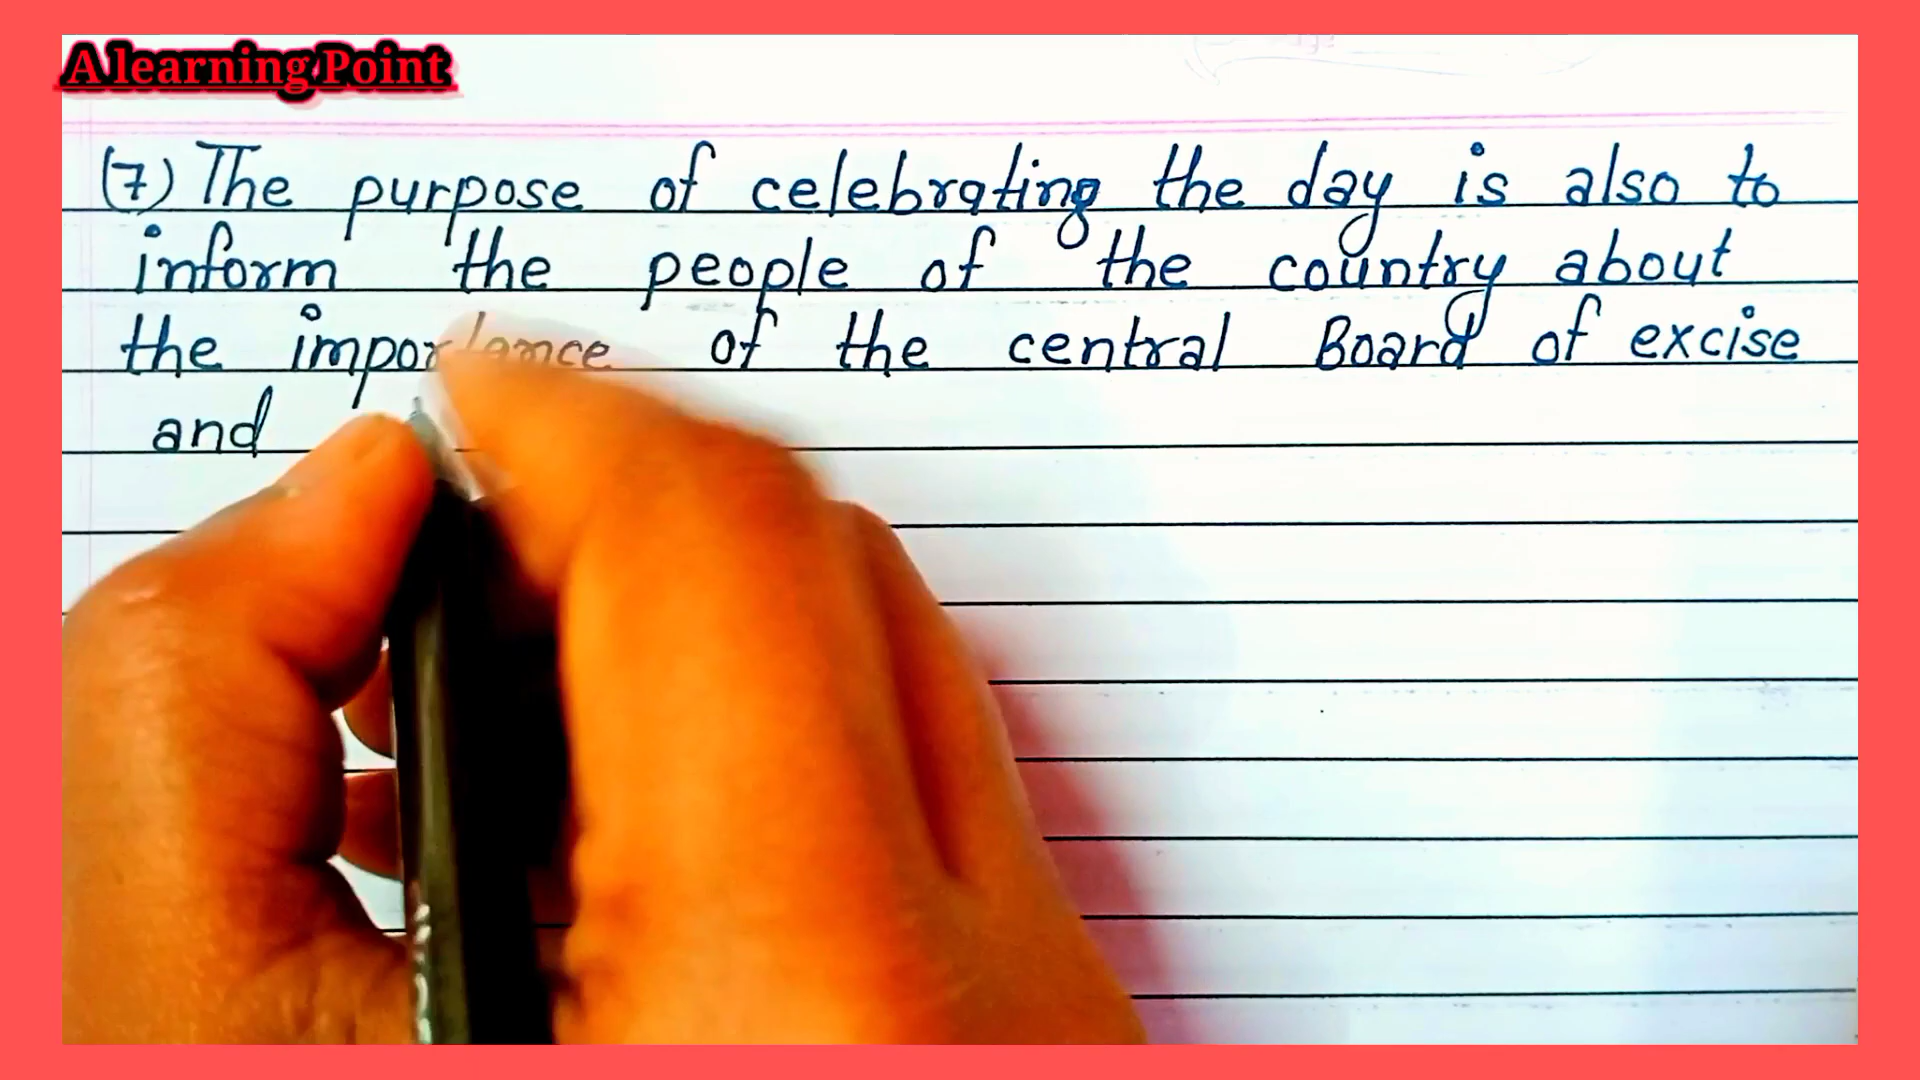 A learning Point
(7) The purpose of celebrating the day is also to
inform the people of the country about
the importance of the central Board of excise
and